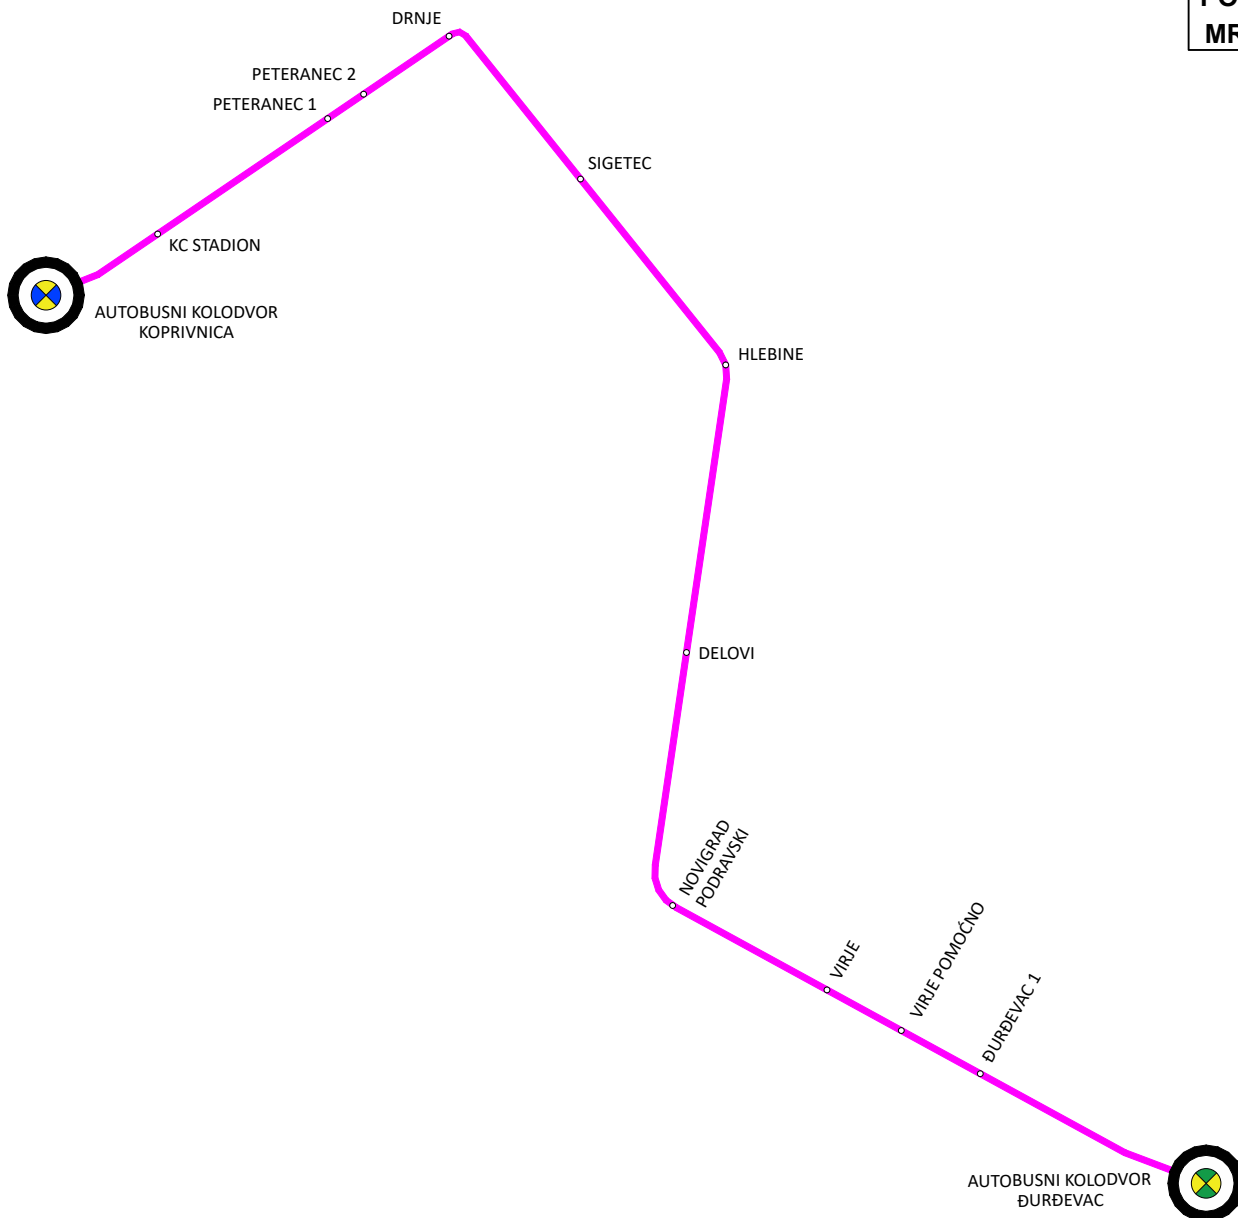 DRNJE
PETERANEC 2
PETERANEC 1
SIGETEC
KC STADION
AUTOBUSNI KOLODVOR
KOPRIVNICA
HLEBINE
DELOVI
NOVIGRAD
PODRAVSKI
VIRJE
VIRJE POMOĆNO
ĐURĐEVAC 1
AUTOBUSNI KOLODVOR
ĐURĐEVAC